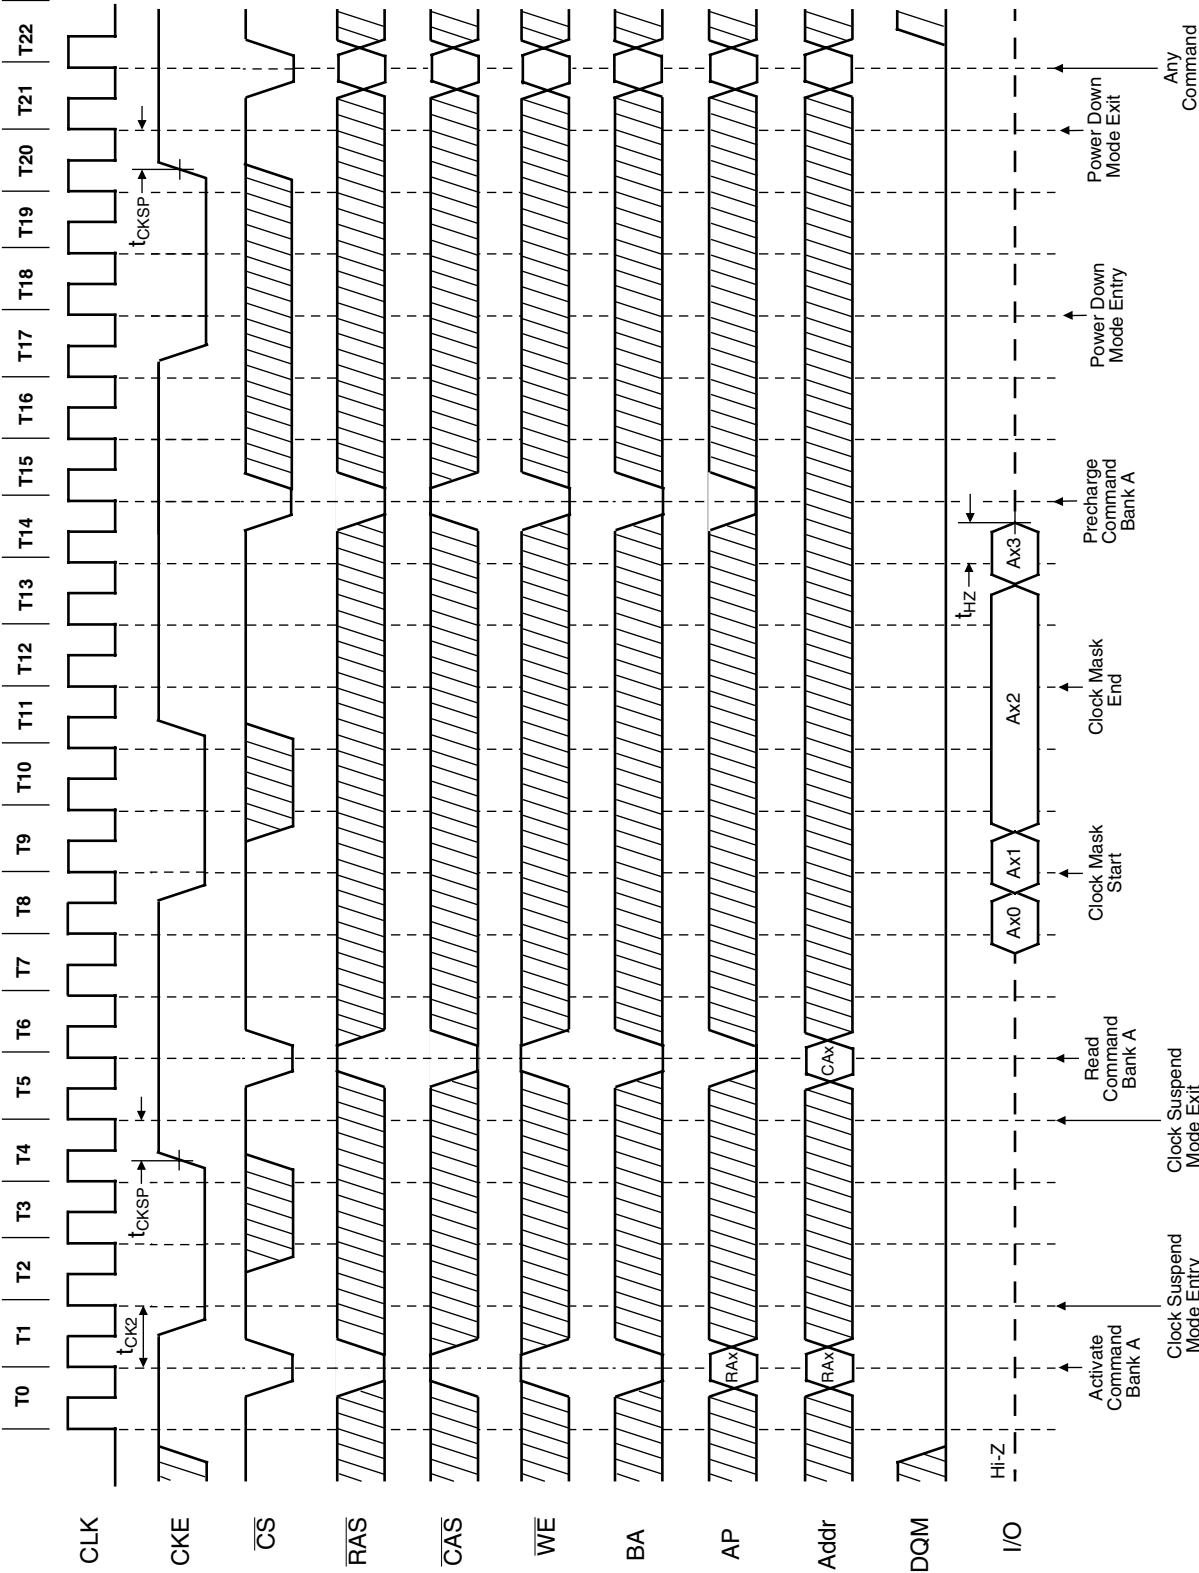 T0 T1 T2 T3 T4 T5 T6 T7 T8 T9 T10 T11 T12 T13 T14 T15 T16 T17 T18 T19 T20 T21 T22
CLK
tCK2
tCKSP
tCKSP
CKE
CS
RAS
CAS
WE
BA
AP
RAx
Addr
RAx
CAx
DQM
tHZ
I/O
Hi-Z
Ax0
Ax1
Ax2
Ax3
Activate
Command
Bank A
Clock Suspend
Mode Entry
Clock Suspend
Mode Exit
Read
Command
Bank A
Clock Mask
Start
Clock Mask
End
Precharge
Command
Bank A
Power Down
Mode Entry
Power Down
Mode Exit
Any
Command